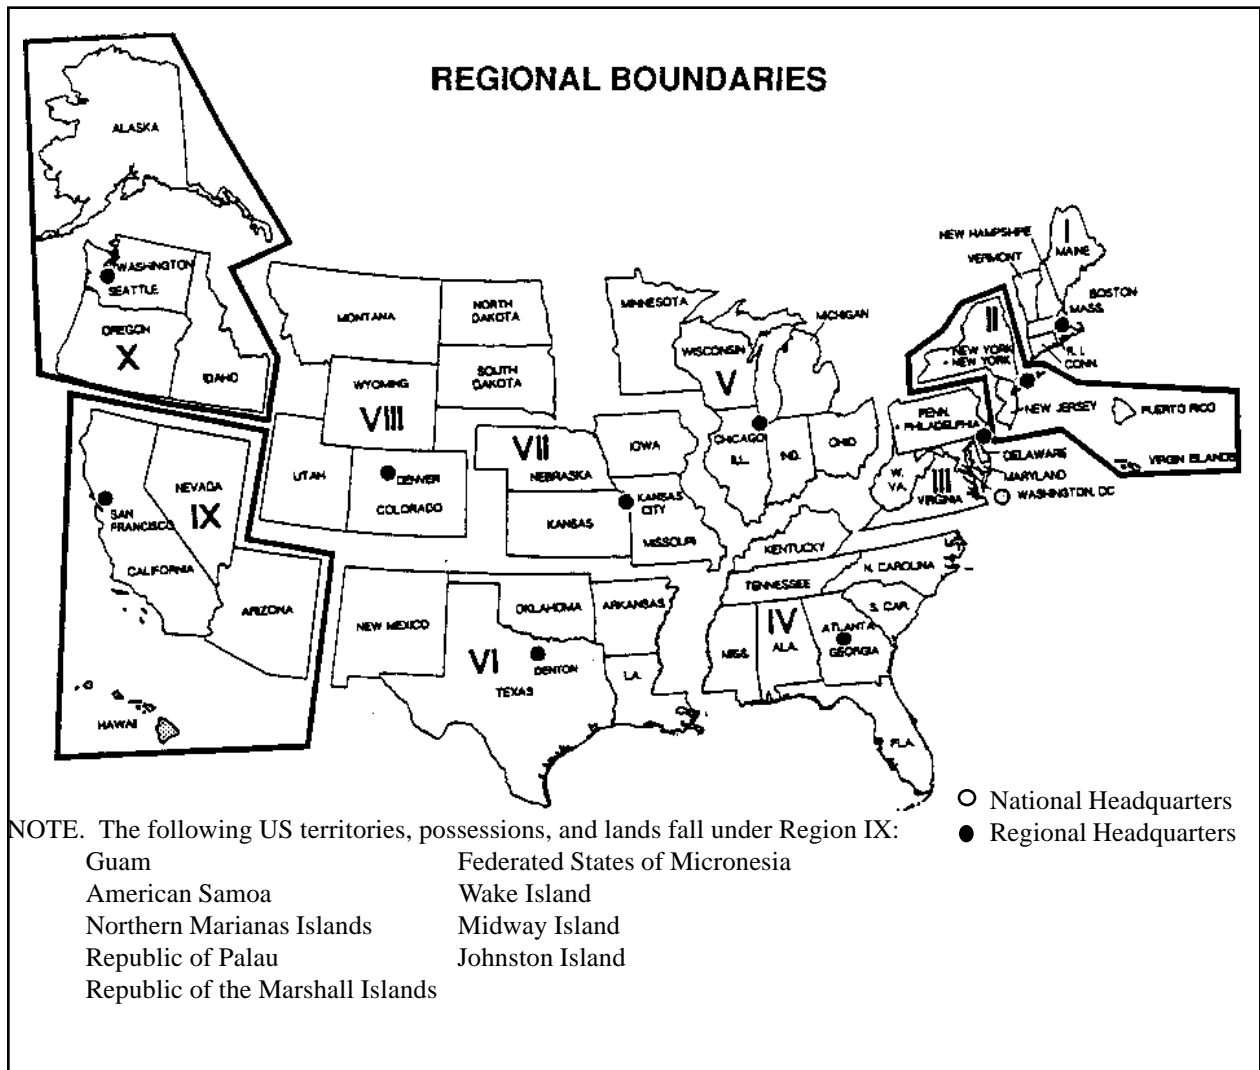 REGIONAL BOUNDARIES
ALASKA
WASHINGTON
SEATTLE
OREGON
X
IDAHO
MONTANA
NORTH
DAKOTA
SOUTH
DAKOTA
WYOMING
VIII
MINNESOTA
WISCONSIN
V
MICHIGAN
NEW HAMPSHIRE
VERMONT
I
MAINE
BOSTON
MASS.
R. I.
CONN.
II
NEW YORK
• NEW YORK
NEW JERSEY
PUERTO RICO
VIRGIN ISLANDS
PENN.
• PHILADELPHIA
DELAWARE
MARYLAND
WASHINGTON, DC
III
W.
VA.
VIRGINIA
OHIO
IND.
CHICAGO
ILL.
IOWA
VII
NEBRASKA
KANSAS
KANSAS
CITY
MISSOURI
UTAH
DENVER
COLORADO
NEVADA
IX
SAN
FRANCISCO
CALIFORNIA
ARIZONA
HAWAII
NEW MEXICO
OKLAHOMA
ARKANSAS
VI
DENTON
TEXAS
LA.
KENTUCKY
TENNESSEE
N. CAROLINA
S. CAR.
MISS.
IV
ALA.
ATLANTA
GEORGIA
FLA.
National Headquarters
Regional Headquarters
NOTE. The following US territories, possessions, and lands fall under Region IX:
Guam
American Samoa
Northern Marianas Islands
Republic of Palau
Republic of the Marshall Islands
Federated States of Micronesia
Wake Island
Midway Island
Johnston Island